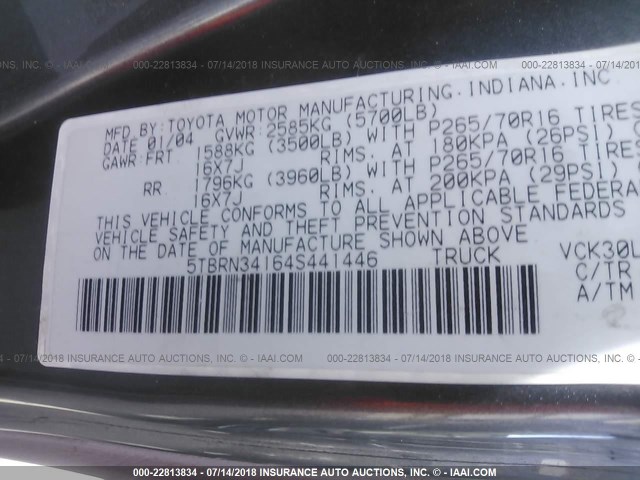 000-22813834 - 07/14/2018 INSURANCE AUTO AUCTIONS, INC. - © IAAI.COM
MFD.BY:TOYOTA MOTOR MANUFACTURING.INDIANA.INC.
DATE 01/04 GVWR:2585KG (5700LB)
GAWR:FRT 1588KG (3500LB) WITH P265/70R16 TIRES
16X7J RIMS, AT 180KPA (26PSI)
RR 1796KG (3960LB) WITH P265/70R16 TIRES
16X7J RIMS, AT 200KPA (29PSI)
THIS VEHICLE CONFORMS TO ALL APPLICABLE FEDERA
VEHICLE SAFETY AND THEFT PREVENTION
ON THE DATE OF MANUFACTURE SHOWN ABOVE
5TBRN34164S441446 TRUCK VCK30L
C/TR
A/TM
000-22813834 - 07/14/2018 INSURANCE AUTO AUCTIONS, INC. - © IAAI.COM
000-22813834 - 07/14/2018 INSURANCE AUTO AUCTIONS, INC. - © IAAI.COM